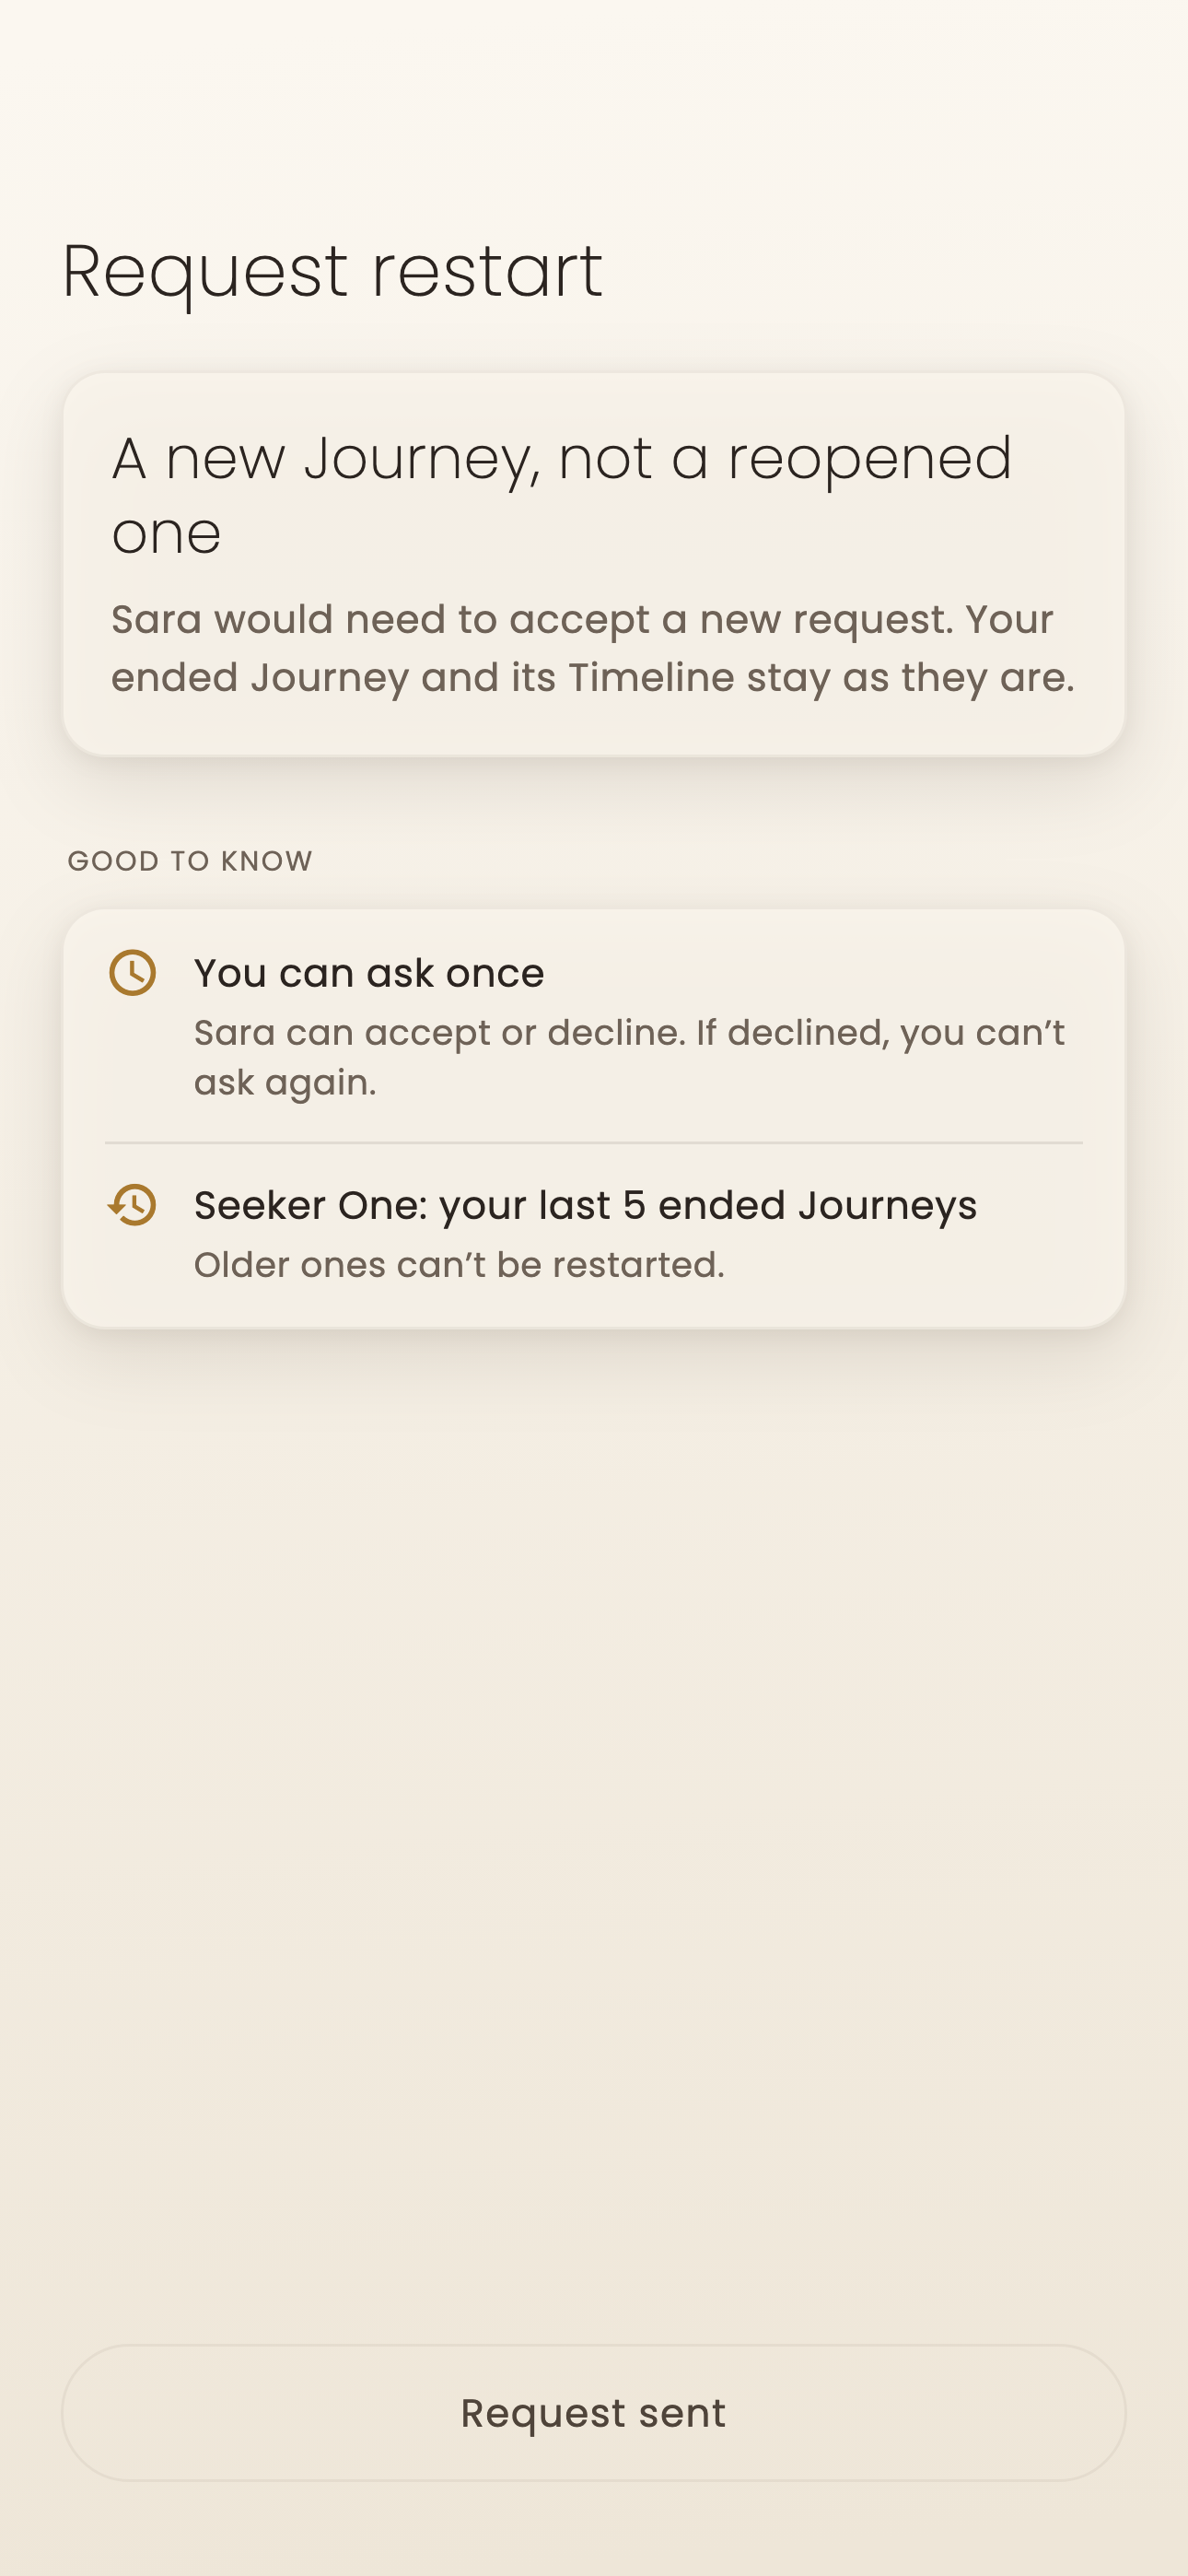 Request restart
A new Journey, not a reopened
one
Sara would need to accept a new request. Your
ended Journey and its Timeline stay as they are.
GOOD TO KNOW
You can ask once
Sara can accept or decline. If declined, you can’t
ask again.
Seeker One: your last 5 ended Journeys
Older ones can’t be restarted.
Request sent